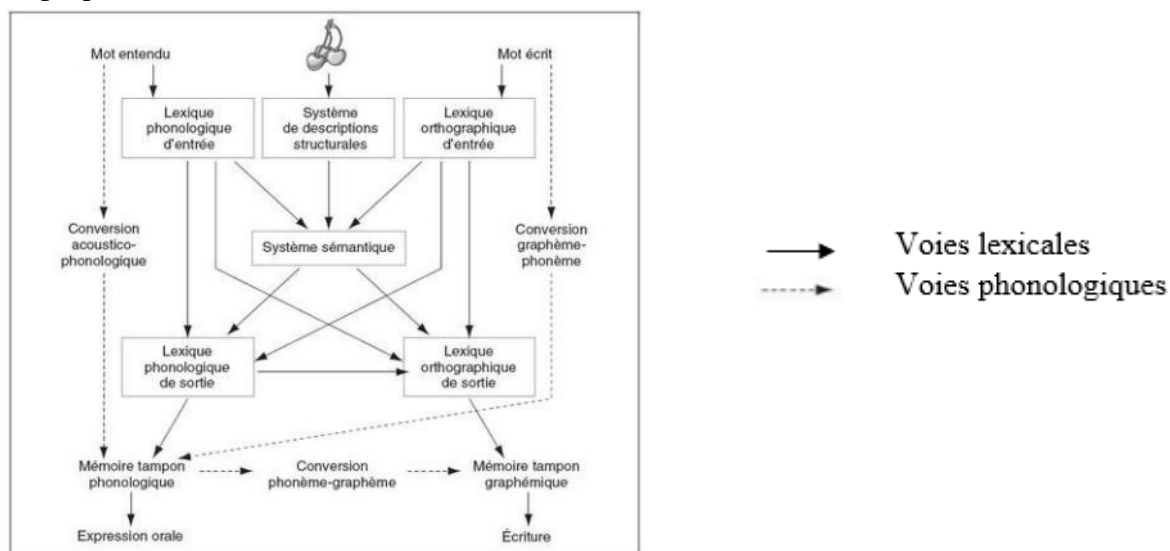 Mot entendu
Mot écrit
Lexique
phonologique
d'entrée
Système
de descriptions
structurales
Lexique
orthographique
d'entrée
Conversion
acoustico-
phonologique
Système sémantique
Conversion
graphème-
phonème
Voies lexicales
Voies phonologiques
Lexique
phonologique
de sortie
Lexique
orthographique
de sortie
Mémoire tampon
phonologique
Conversion
phonème-graphème
Mémoire tampon
graphémique
Expression orale
Écriture